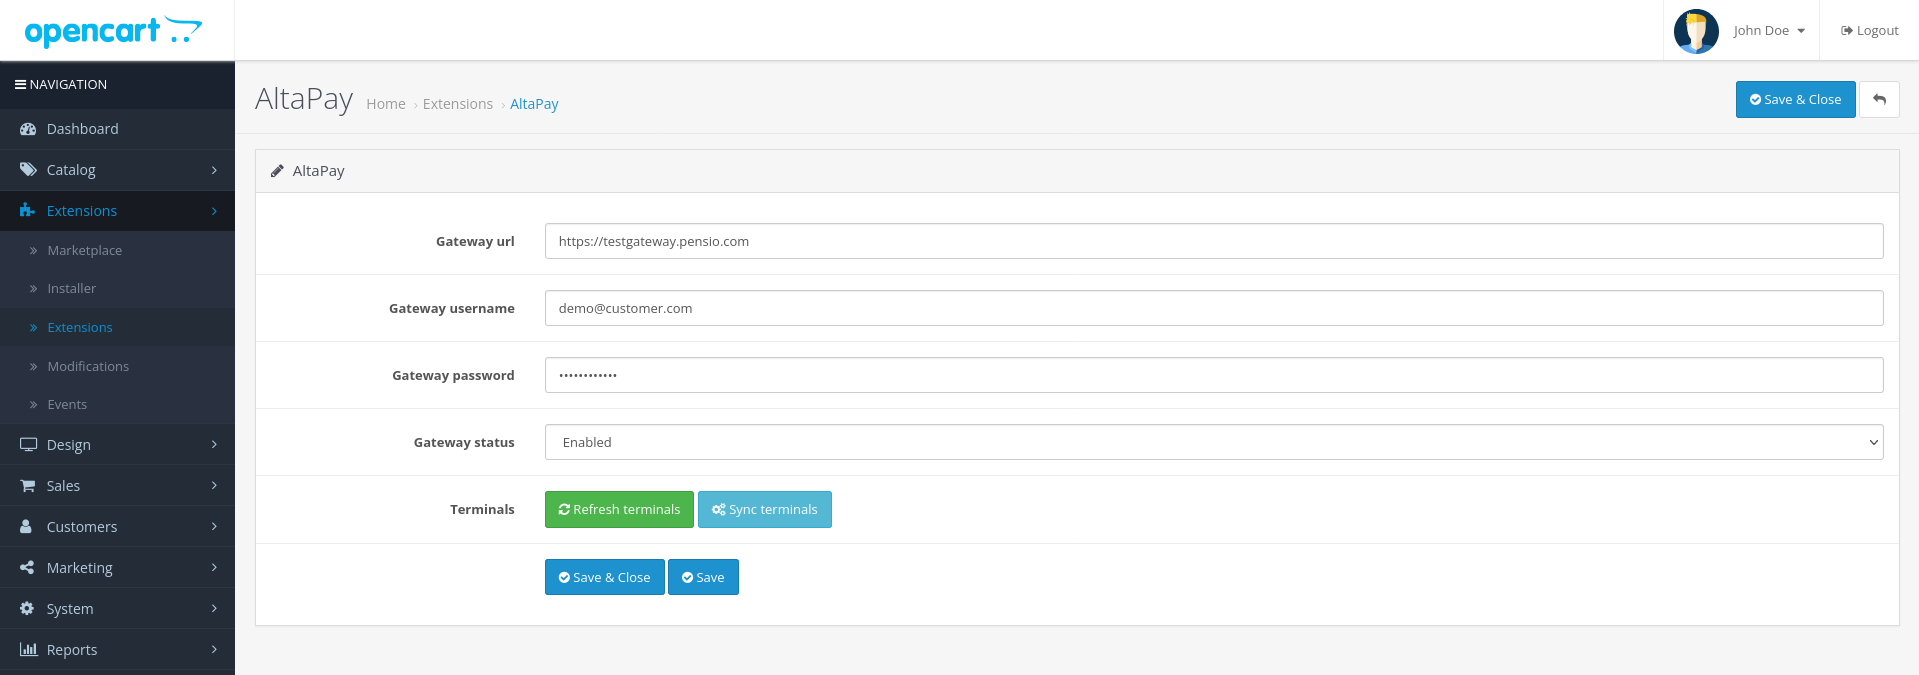 opencart
John Doe
Logout
NAVIGATION
Dashboard
Catalog
Extensions
Marketplace
Installer
Extensions
Modifications
Events
Design
Sales
Customers
Marketing
System
Reports
AltaPay Home › Extensions › AltaPay
Save & Close
AltaPay
Gateway url https://testgateway.pensio.com
Gateway username demo@customer.com
Gateway password ••••••••••••
Gateway status Enabled
Terminals Refresh terminals Sync terminals
Save & Close Save